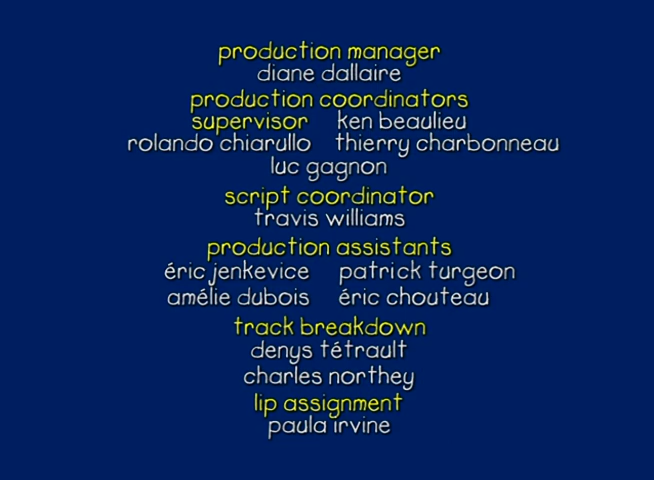 production manager
diane dallaire
production coordinators
supervisor ken beaulieu
rolando chiarullo thierry charbonneau
luc gagnon
script coordinator
travis williams
production assistants
éric jenkevice patrick turgeon
amélie dubois éric chouteau
track breakdown
denys tétrault
charles northey
lip assignment
paula irvine